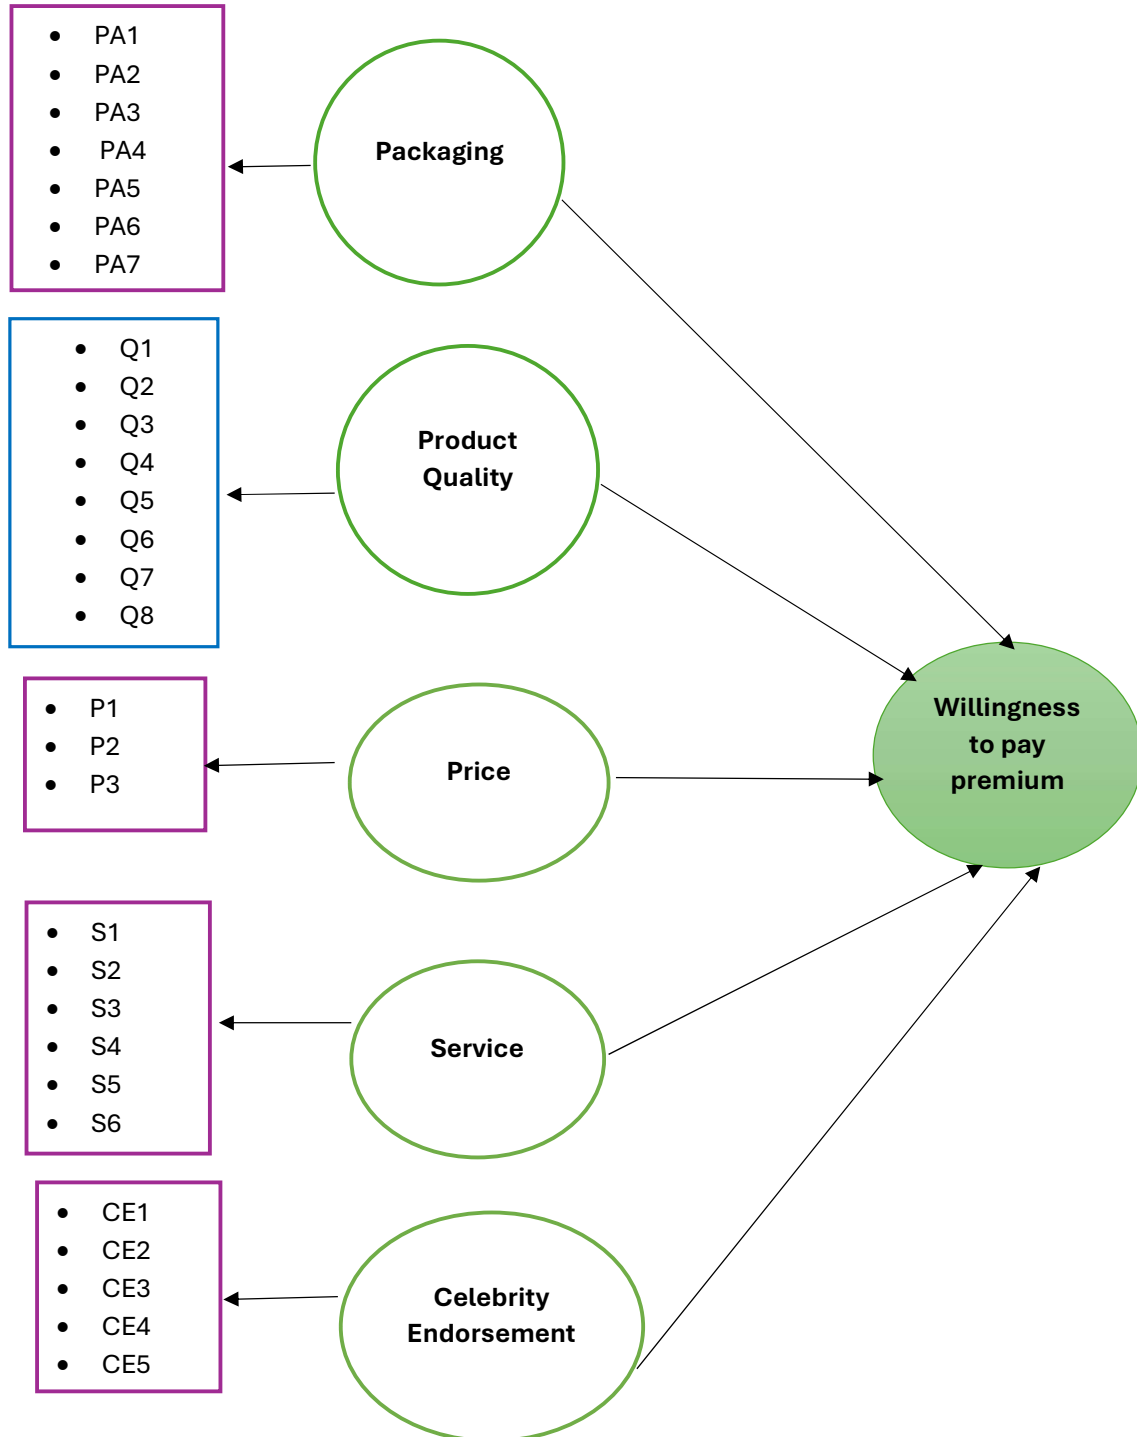 • PA1
• PA2
• PA3
• PA4
• PA5
• PA6
• PA7
Packaging
• Q1
• Q2
• Q3
• Q4
• Q5
• Q6
• Q7
• Q8
Product
Quality
• P1
• P2
• P3
Price
Willingness
to pay
premium
• S1
• S2
• S3
• S4
• S5
• S6
Service
• CE1
• CE2
• CE3
• CE4
• CE5
Celebrity
Endorsement